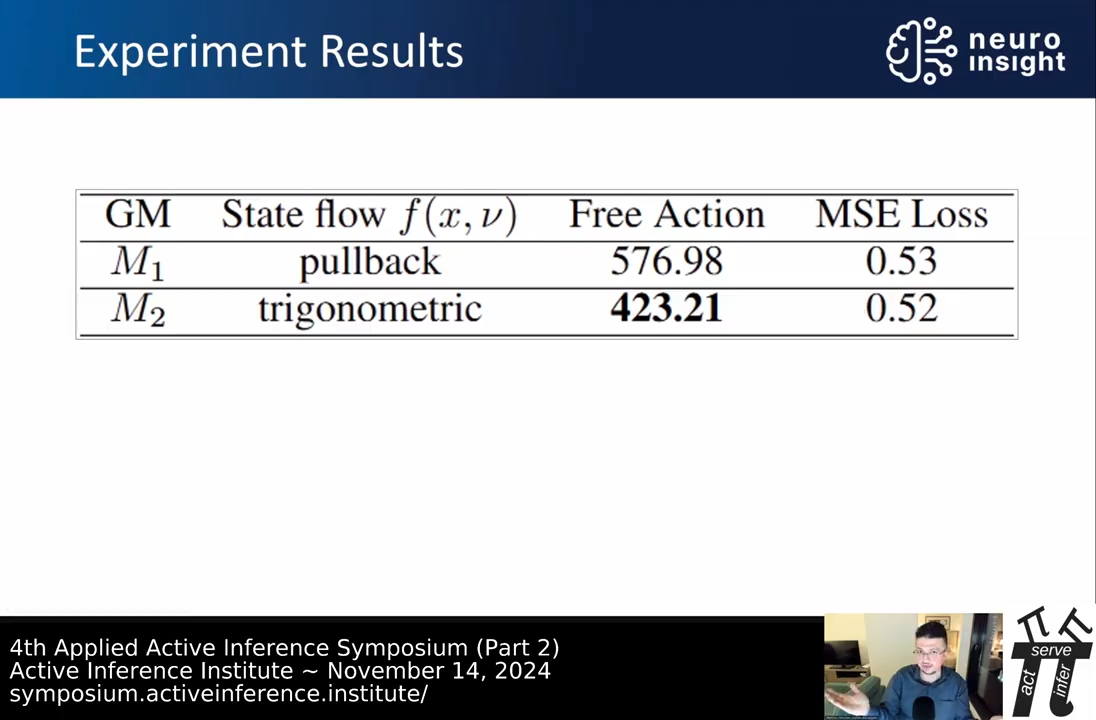 Experiment Results
neuro
insight
GM State flow f(x, ν) Free Action MSE Loss
M₁ pullback 576.98 0.53
M₂ trigonometric 423.21 0.52
4th Applied Active Inference Symposium (Part 2)
Active Inference Institute ~ November 14, 2024
symposium.activeinference.institute/
serve
act
infer